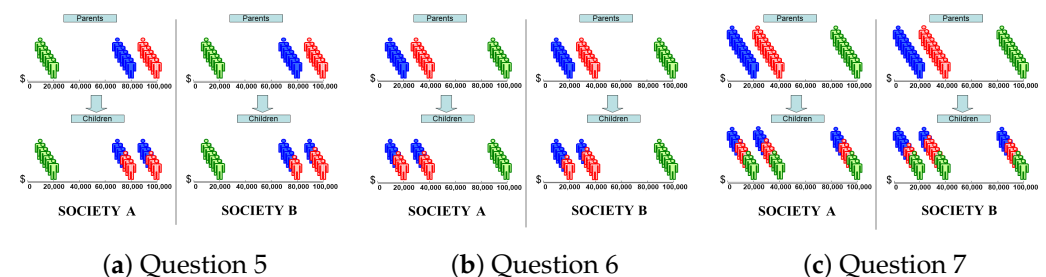 Parents Parents Parents Parents Parents Parents
$ 0 20,000 40,000 60,000 80,000 100,000 $ 0 20,000 40,000 60,000 80,000 100,000 $ 0 20,000 40,000 60,000 80,000 100,000 $ 0 20,000 40,000 60,000 80,000 100,000 $ 0 20,000 40,000 60,000 80,000 100,000 $ 0 20,000 40,000 60,000 80,000 100,000
Children Children Children Children Children Children
$ 0 20,000 40,000 60,000 80,000 100,000 $ 0 20,000 40,000 60,000 80,000 100,000 $ 0 20,000 40,000 60,000 80,000 100,000 $ 0 20,000 40,000 60,000 80,000 100,000 $ 0 20,000 40,000 60,000 80,000 100,000 $ 0 20,000 40,000 60,000 80,000 100,000
SOCIETY A SOCIETY B SOCIETY A SOCIETY B SOCIETY A SOCIETY B
(a) Question 5 (b) Question 6 (c) Question 7